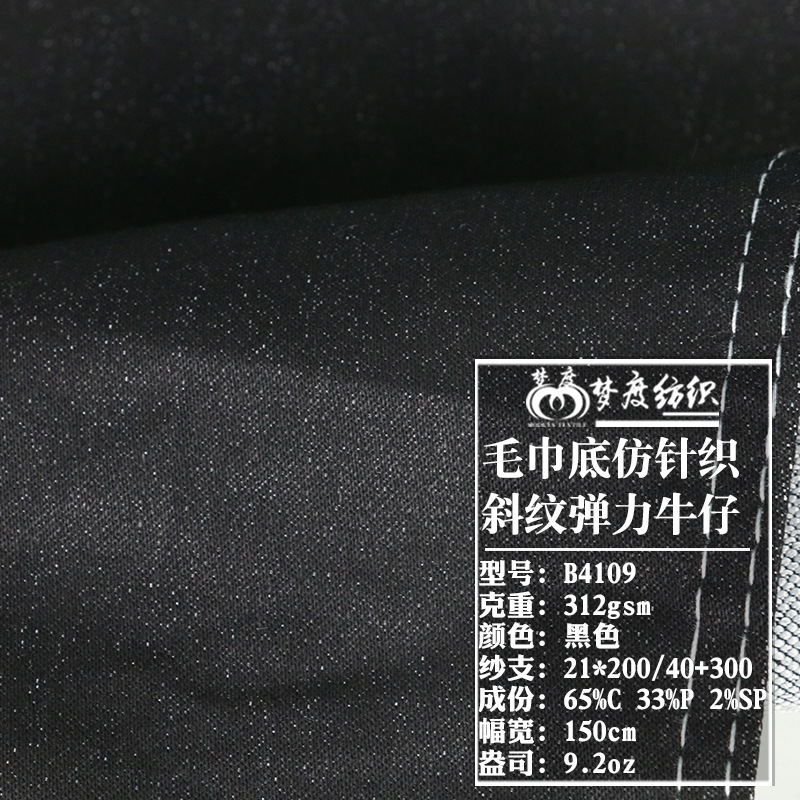 梦度
梦度纺织
毛巾底仿针织
斜纹弹力牛仔
型号: B4109
克重: 312gsm
颜色: 黑色
纱支: 21*200/40+300
成份: 65%C 33%P 2%SP
幅宽: 150cm
盎司: 9.2oz